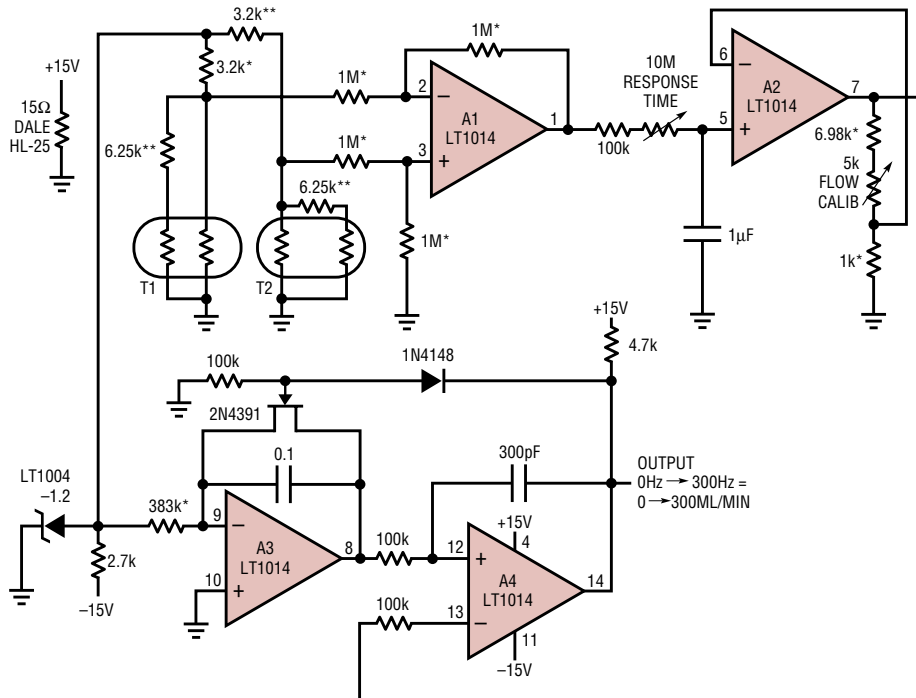 3.2k**
3.2k*
+15V
15Ω
DALE
HL-25
6.25k**
1M*
1M*
2
3
1
A1
LT1014
1M*
6.25k**
1M*
T1
T2
10M
RESPONSE
TIME
100k
1µF
6
5
7
A2
LT1014
6.98k*
5k
FLOW
CALIB
1k*
+15V
4.7k
100k
1N4148
2N4391
0.1
300pF
OUTPUT
0Hz → 300Hz =
0 → 300ML/MIN
LT1004
–1.2
383k*
2.7k
–15V
9
10
8
A3
LT1014
100k
100k
12
13
+15V
4
A4
LT1014
14
11
–15V